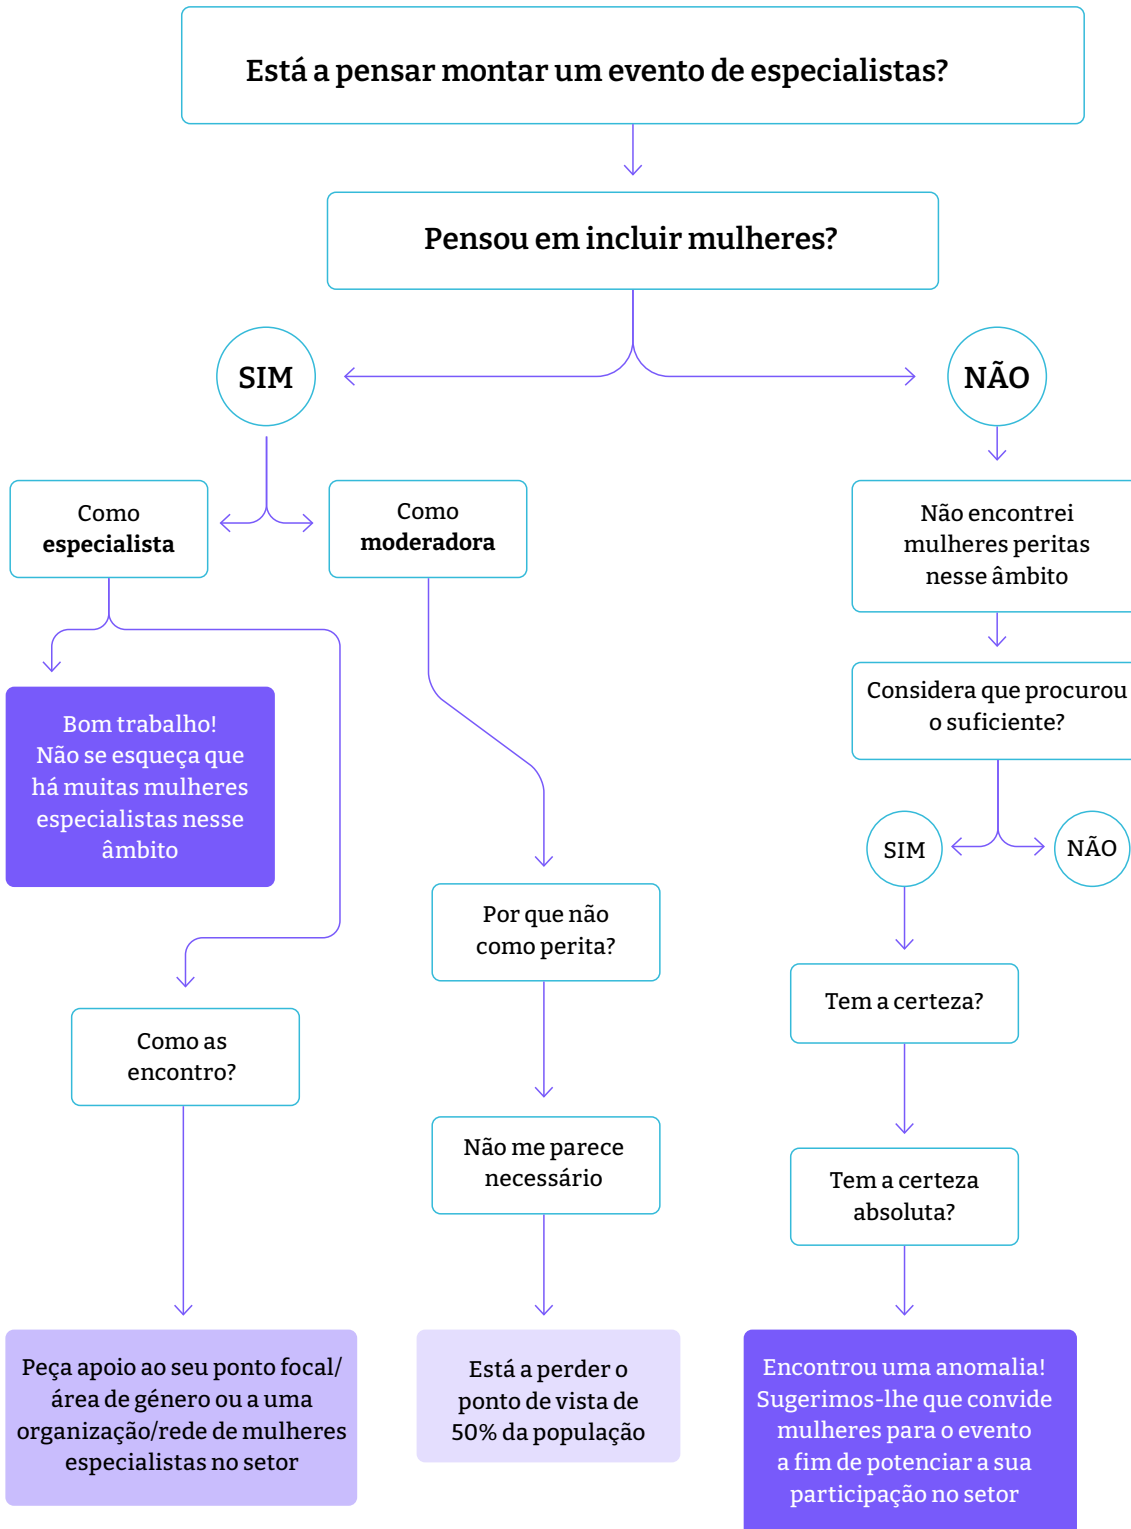 Está a pensar montar um evento de especialistas?
Pensou em incluir mulheres?
SIM
NÃO
Como
especialista
Como
moderadora
Não encontrei
mulheres peritas
nesse âmbito
Considera que procurou
o suficiente?
Bom trabalho!
Não se esqueça que
há muitas mulheres
especialistas nesse
âmbito
SIM
NÃO
Por que não
como perita?
Tem a certeza?
Como as
encontro?
Não me parece
necessário
Tem a certeza
absoluta?
Peça apoio ao seu ponto focal/
área de género ou a uma
organização/rede de mulheres
especialistas no setor
Está a perder o
ponto de vista de
50% da população
Encontrou uma anomalia!
Sugerimos-lhe que convide
mulheres para o evento
a fim de potenciar a sua
participação no setor